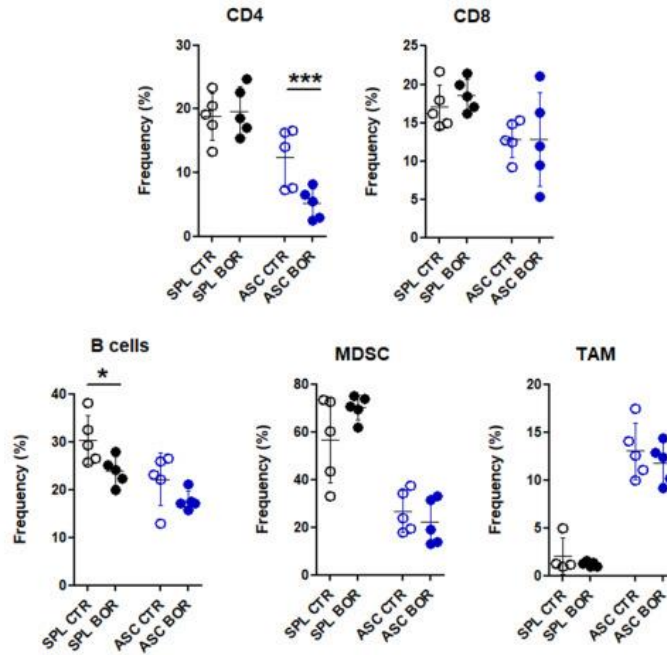 CD4
CD8
Frequency (%)
30
20
10
0
***
SPL CTR
SPL BOR
ASC CTR
ASC BOR
Frequency (%)
25
20
15
10
5
0
SPL CTR
SPL BOR
ASC CTR
ASC BOR
B cells
MDSC
TAM
Frequency (%)
40
30
20
10
0
*
SPL CTR
SPL BOR
ASC CTR
ASC BOR
Frequency (%)
80
60
40
20
0
SPL CTR
SPL BOR
ASC CTR
ASC BOR
Frequency (%)
20
15
10
5
0
SPL CTR
SPL BOR
ASC CTR
ASC BOR